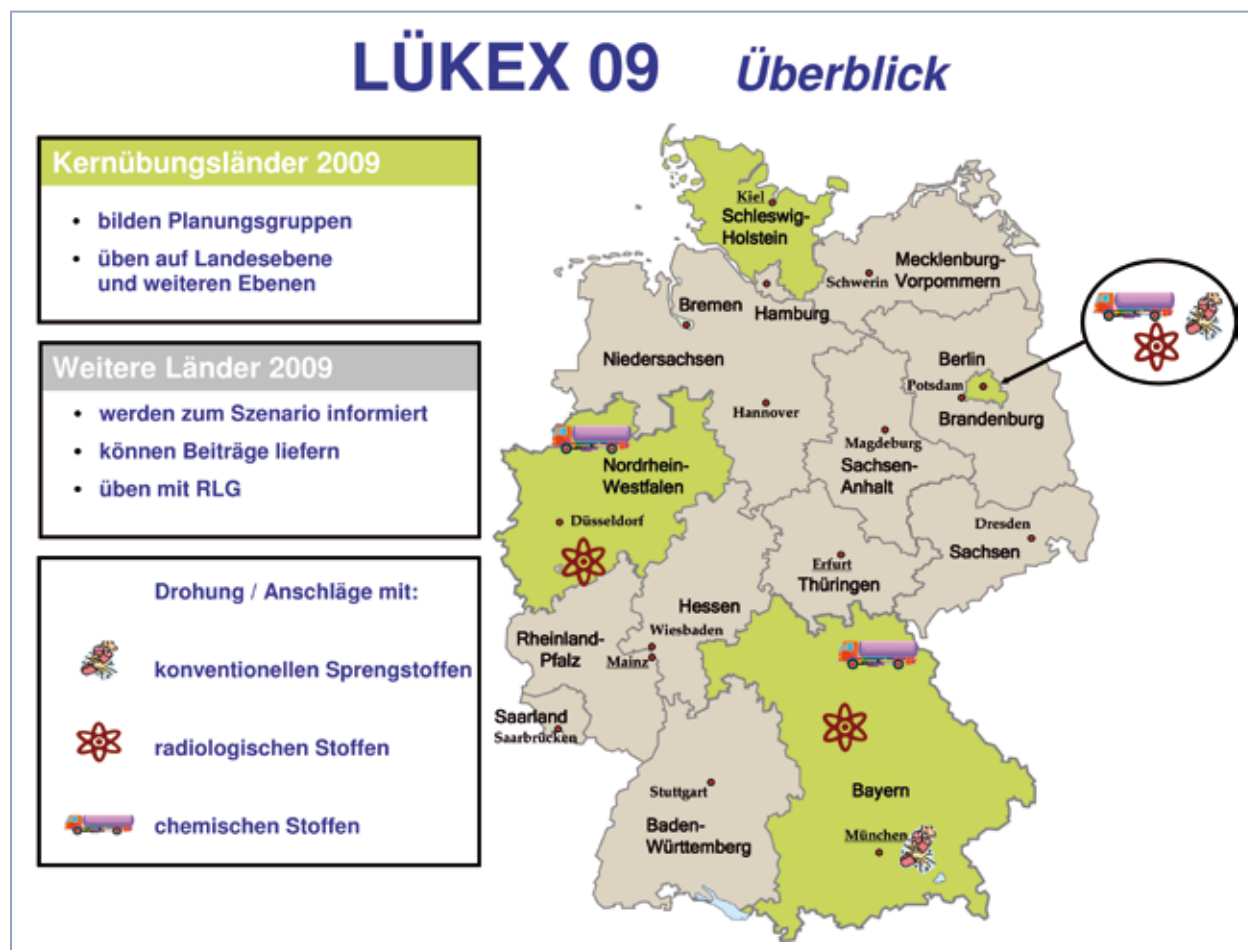 LÜKEX 09 Überblick
Kernübungsländer 2009
• bilden Planungsgruppen
• üben auf Landesebene
und weiteren Ebenen
Weitere Länder 2009
• werden zum Szenario informiert
• können Beiträge liefern
• üben mit RLG
Drohung / Anschläge mit:
konventionellen Sprengstoffen
radiologischen Stoffen
chemischen Stoffen
Kiel
Schleswig-
Holstein
Mecklenburg-
Vorpommern
Schwerin
Bremen
Hamburg
Niedersachsen
Berlin
Potsdam
Brandenburg
Hannover
Magdeburg
Sachsen-
Anhalt
Nordrhein-
Westfalen
Düsseldorf
Dresden
Sachsen
Erfurt
Thüringen
Hessen
Wiesbaden
Rheinland-
Pfalz
Mainz
Saarland
Saarbrücken
Stuttgart
Baden-
Württemberg
Bayern
München